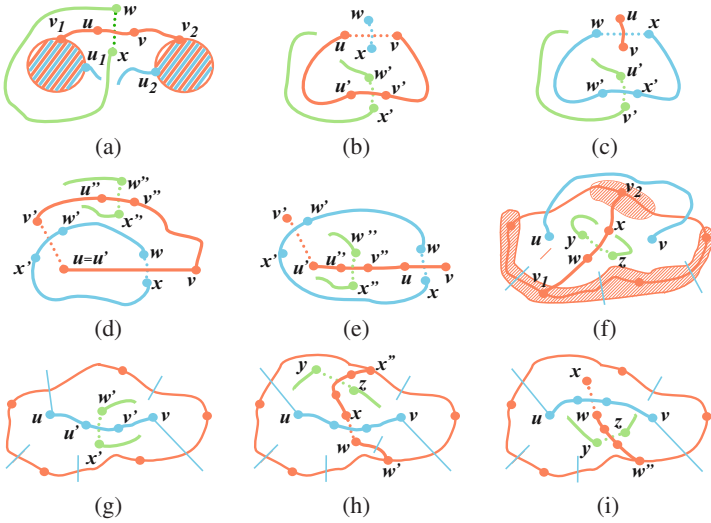 v1 u w v v2
u1 x u2
w u v x w' u' v' x'
u w x v u' w' x' v'
(a) (b) (c)
w'' u'' v'' x'' v' w' x' w u=u' x v
v' w' w'' w x' u' u'' v'' u v x'' x
v2 u y x w z v v1
(d) (e) (f)
w' u u' v' v x'
x'' y z u x v w w'
x u w z v y w''
(g) (h) (i)